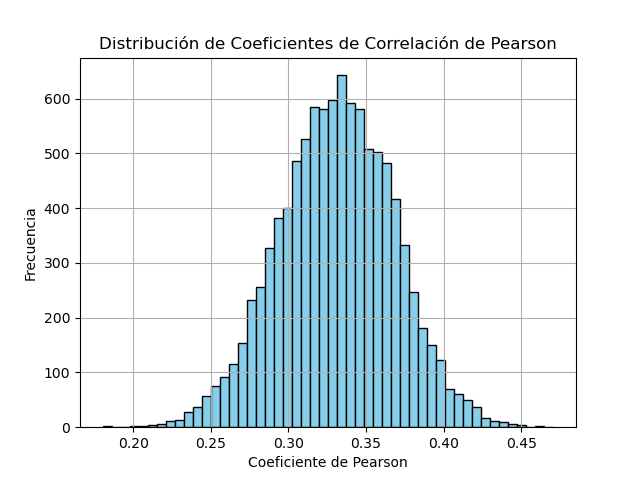 Distribución de Coeficientes de Correlación de Pearson
Frecuencia
600
500
400
300
200
100
0
0.20 0.25 0.30 0.35 0.40 0.45
Coeficiente de Pearson